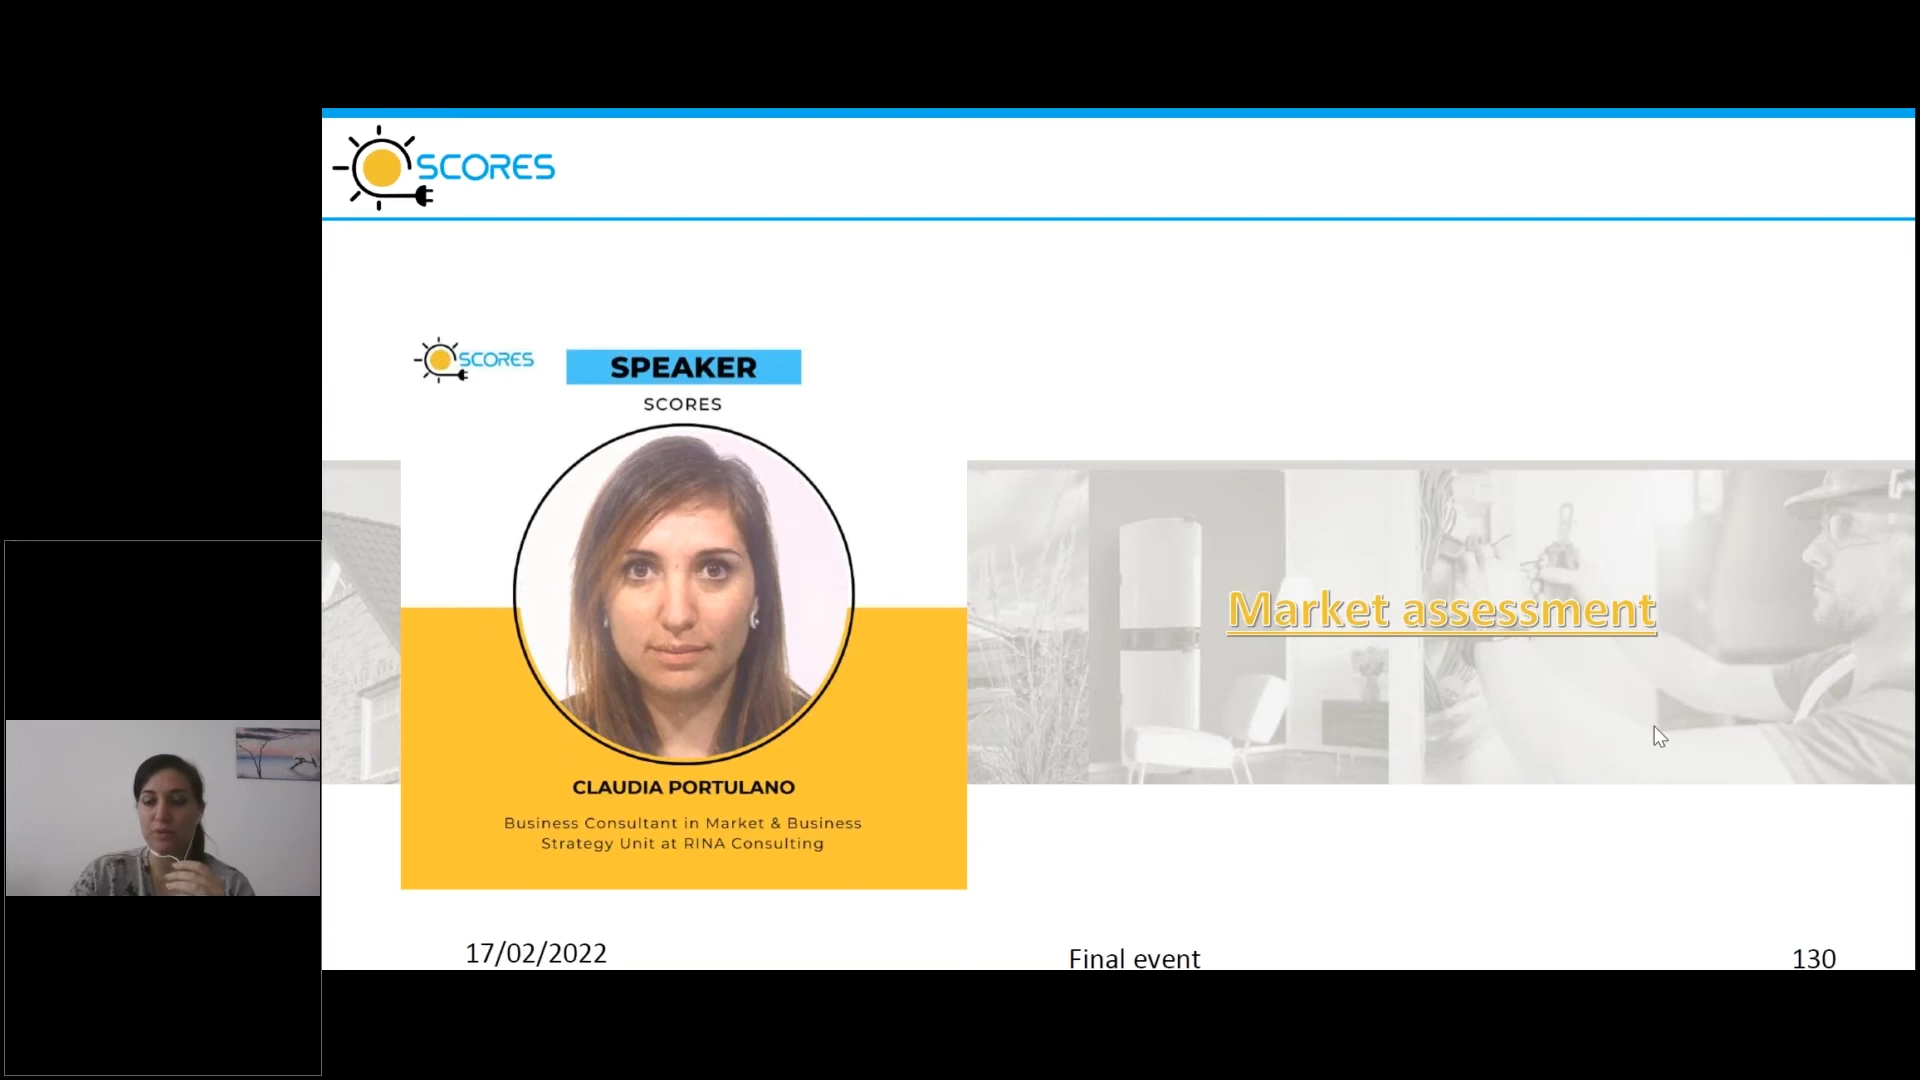 SCORES
SCORES
SPEAKER
SCORES
CLAUDIA PORTULANO
Business Consultant in Market & Business
Strategy Unit at RINA Consulting
Market assessment
17/02/2022
Final event
130